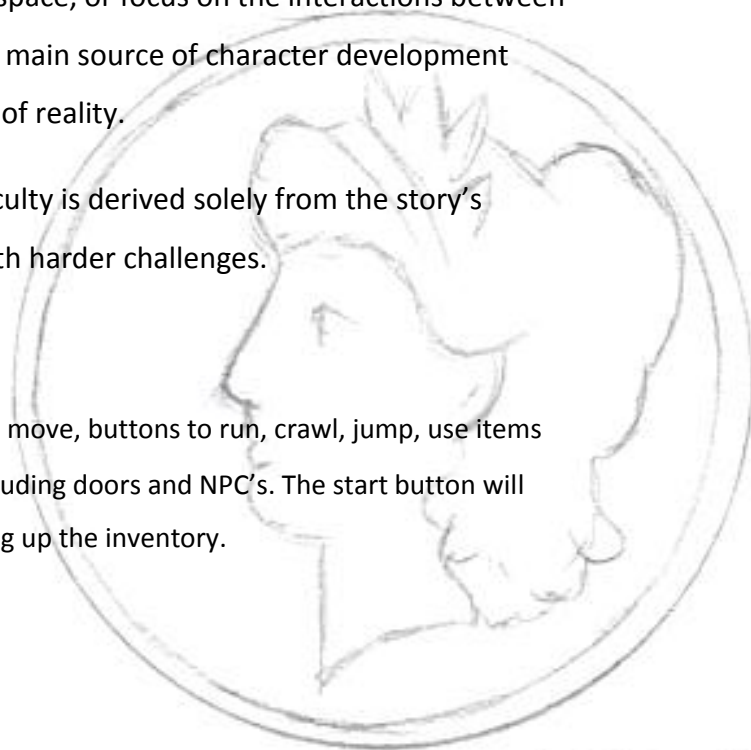 space, or focus on the interactions between
main source of character development
of reality.
culty is derived solely from the story’s
th harder challenges.
move, buttons to run, crawl, jump, use items
uding doors and NPC’s. The start button will
g up the inventory.